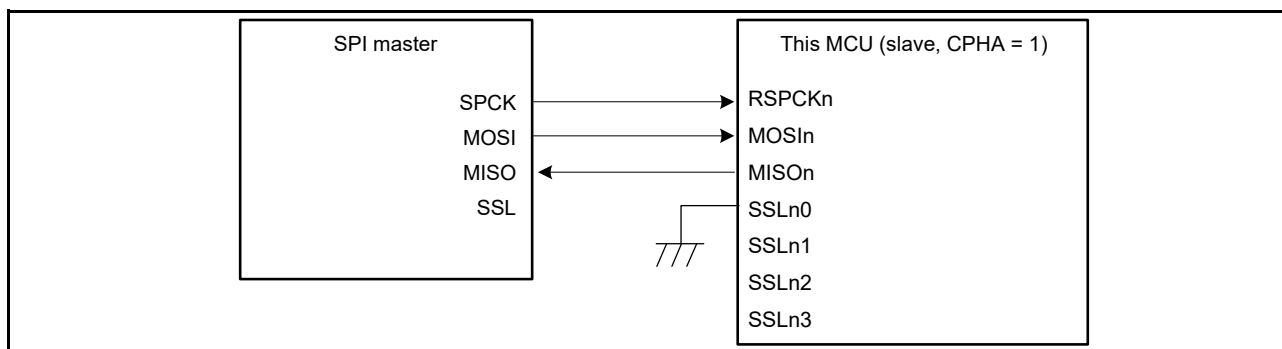 SPI master
SPCK
MOSI
MISO
SSL
This MCU (slave, CPHA = 1)
RSPCKn
MOSIn
MISOn
SSLn0
SSLn1
SSLn2
SSLn3